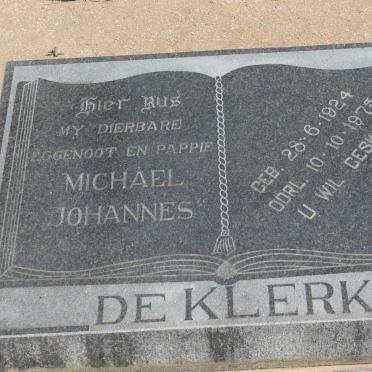 Hier Rus
MY DIERBARE
EGGENOOT EN PAPPIE
MICHAEL
JOHANNES
GEB. 28·6·1924
OORL. 10·10·197
U WIL GESK
DE KLERK